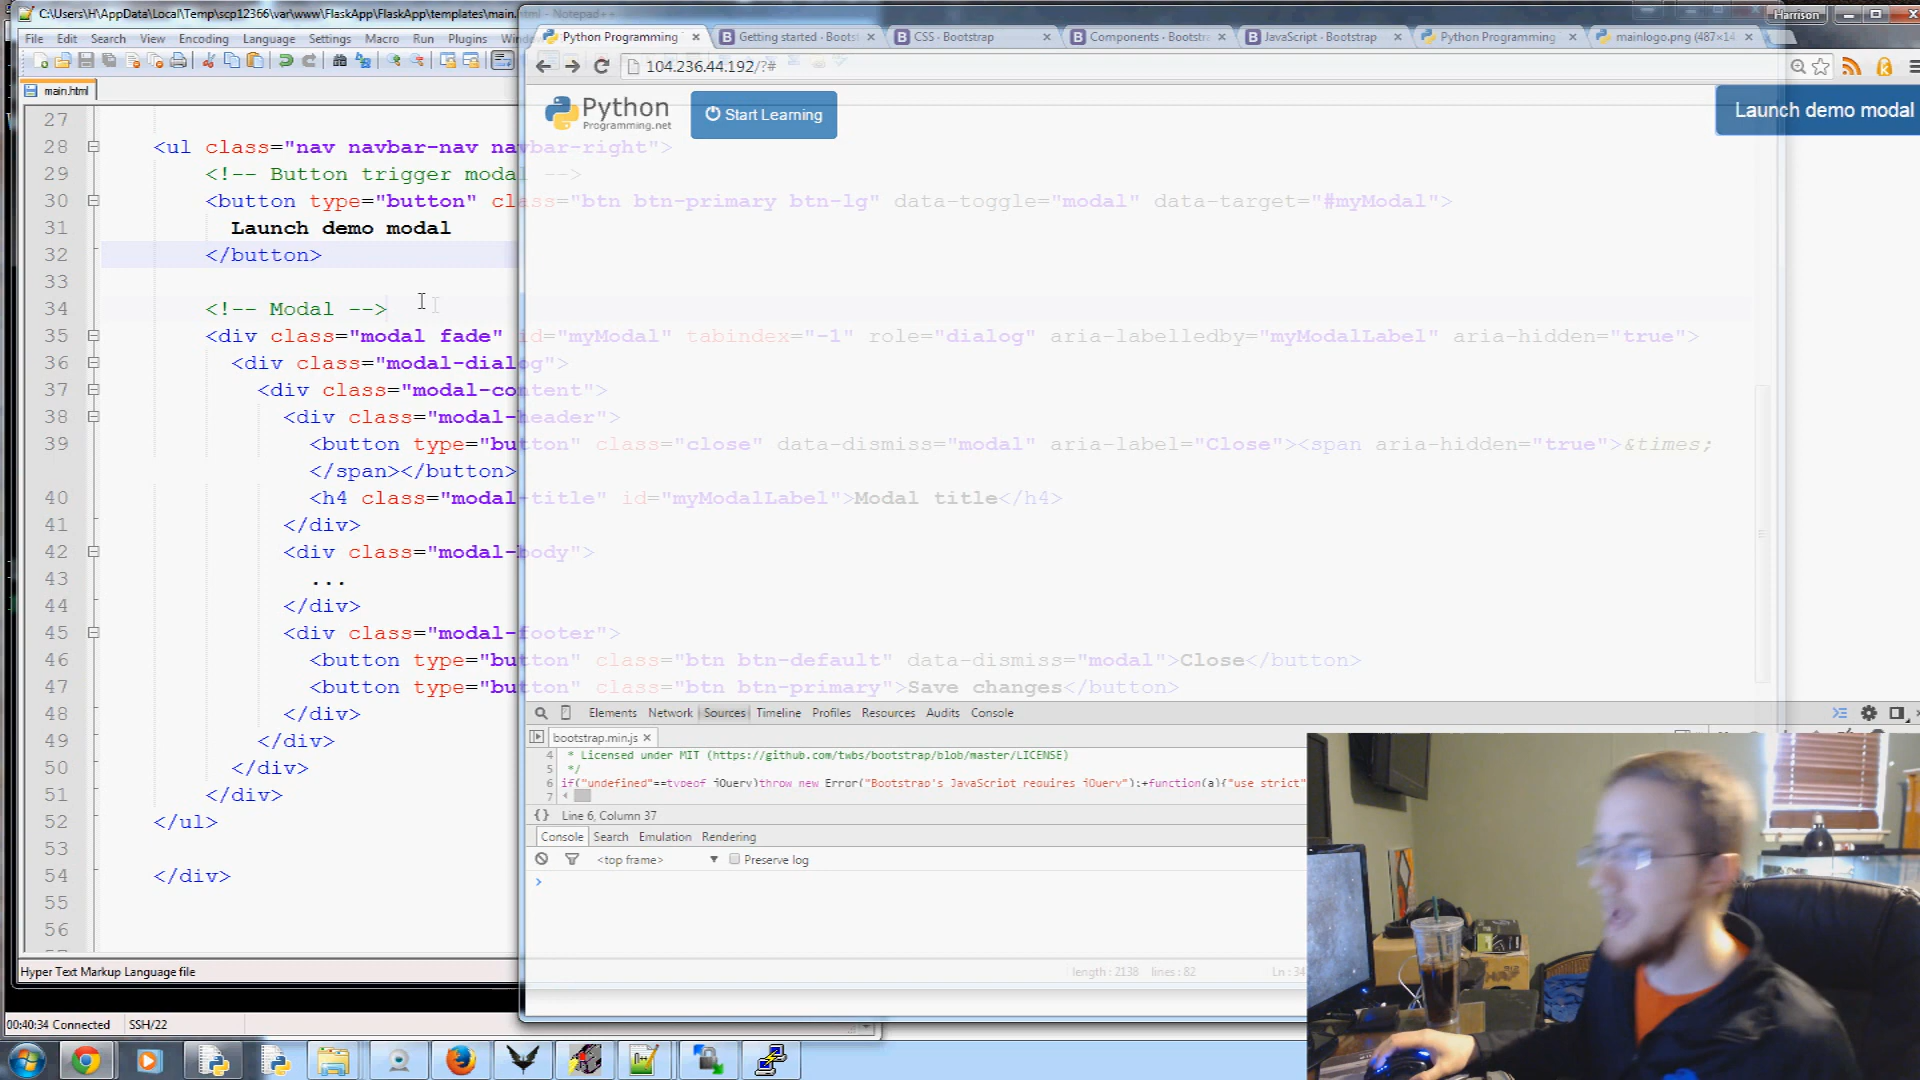 C:\Users\H\AppData\Local\Temp\scp12366\var\www\FlaskApp\FlaskApp\templates\main.html - Notepad++
Harrison
File Edit Search View Encoding Language Settings Macro Run Plugins
Python Programming
Getting started · Bootst
CSS · Bootstrap
Components · Bootstra
JavaScript · Bootstrap
Python Programming
mainlogo.png (487×14
104.236.44.192/?#
main.html
Python
Programming.net
Start Learning
Launch demo modal
27
28 <ul class="nav navbar-nav navbar-right">
29 <!-- Button trigger modal -->
30 <button type="button" class="btn btn-primary btn-lg" data-toggle="modal" data-target="#myModal">
31 Launch demo modal
32 </button>
33
34 <!-- Modal -->
35 <div class="modal fade" id="myModal" tabindex="-1" role="dialog" aria-labelledby="myModalLabel" aria-hidden="true">
36 <div class="modal-dialog">
37 <div class="modal-content">
38 <div class="modal-header">
39 <button type="button" class="close" data-dismiss="modal" aria-label="Close"><span aria-hidden="true">&times;
</span></button>
40 <h4 class="modal-title" id="myModalLabel">Modal title</h4>
41 </div>
42 <div class="modal-body">
43 ...
44 </div>
45 <div class="modal-footer">
46 <button type="button" class="btn btn-default" data-dismiss="modal">Close</button>
47 <button type="button" class="btn btn-primary">Save changes</button>
48 </div>
49 </div>
50 </div>
51 </div>
52 </ul>
53
54 </div>
55
56
Elements Network Sources Timeline Profiles Resources Audits Console
bootstrap.min.js
4 * Licensed under MIT (https://github.com/twbs/bootstrap/blob/master/LICENSE)
5 */
6 if("undefined"==typeof jQuery)throw new Error("Bootstrap's JavaScript requires jQuery");+function(a){"use strict"
7
{} Line 6, Column 37
Console Search Emulation Rendering
<top frame> Preserve log
Hyper Text Markup Language file
length : 2138 lines : 82
Ln : 34
00:40:34 Connected SSH/22